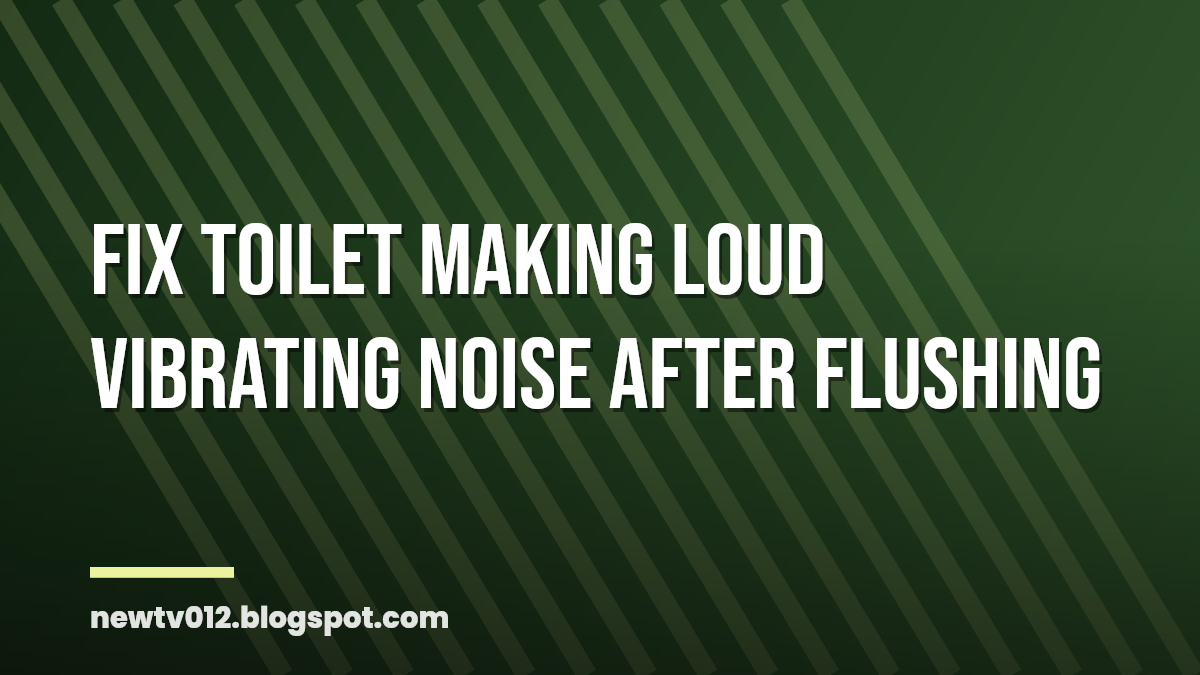 FIX TOILET MAKING LOUD
VIBRATING NOISE AFTER FLUSHING
newtv012.blogspot.com